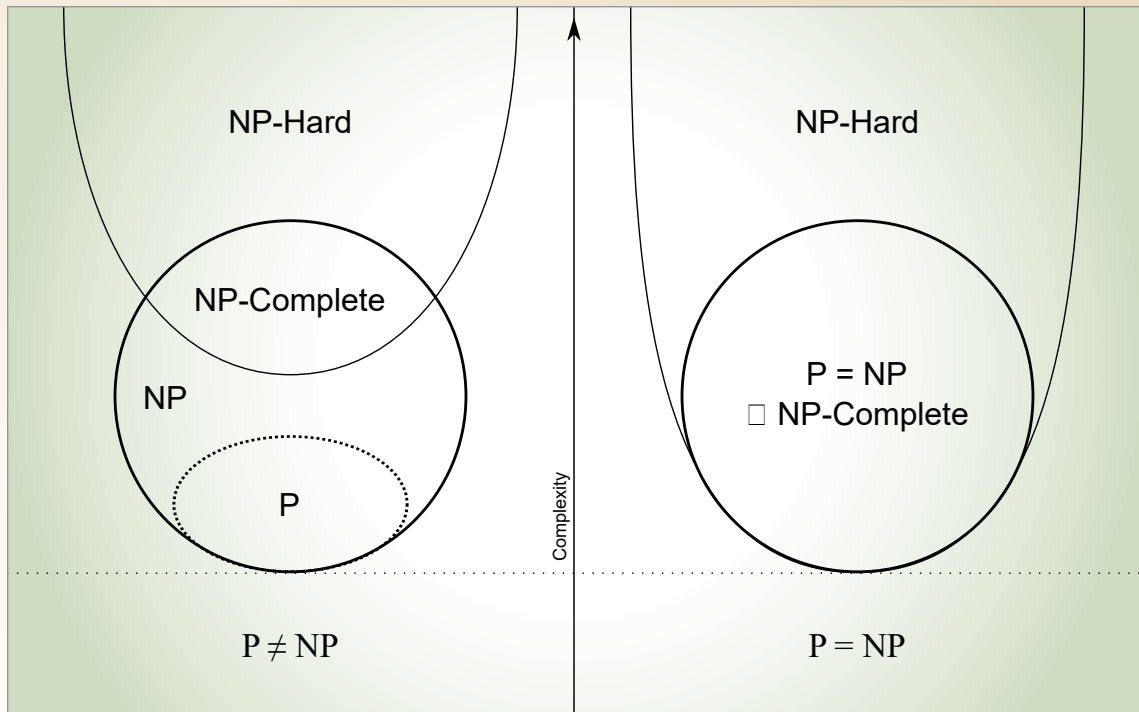 NP-Hard
NP-Complete
NP
P
P ≠ NP
Complexity
NP-Hard
P = NP
□ NP-Complete
P = NP